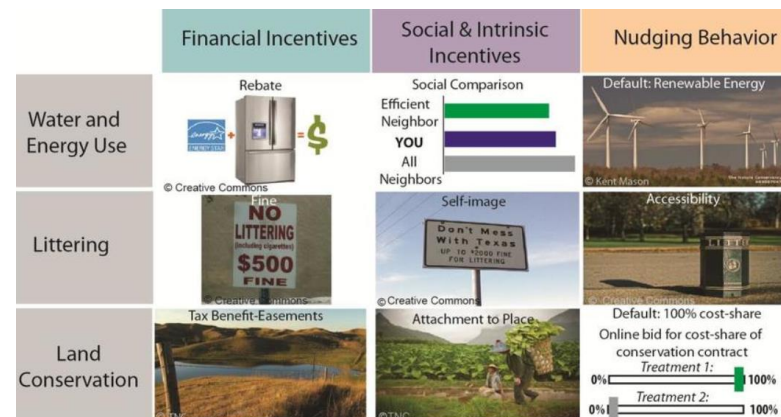 Financial Incentives
Social & Intrinsic
Incentives
Nudging Behavior
Water and
Energy Use
Rebate
ENERGY STAR
+
=
$
© Creative Commons
Social Comparison
Efficient
Neighbor
YOU
All
Neighbors
Default: Renewable Energy
© Kent Mason
Littering
Fine
NO
LITTERING
(including cigarettes)
$500
FINE
© Creative Commons
Self-image
Don't Mess
With Texas
UP TO $2000 FINE
FOR LITTERING
© Creative Commons
Accessibility
© Creative Commons
Land
Conservation
Tax Benefit-Easements
©TNC
Attachment to Place
©TNC
Default: 100% cost-share
Online bid for cost-share of
conservation contract
Treatment 1:
0%
100%
Treatment 2:
0%
100%